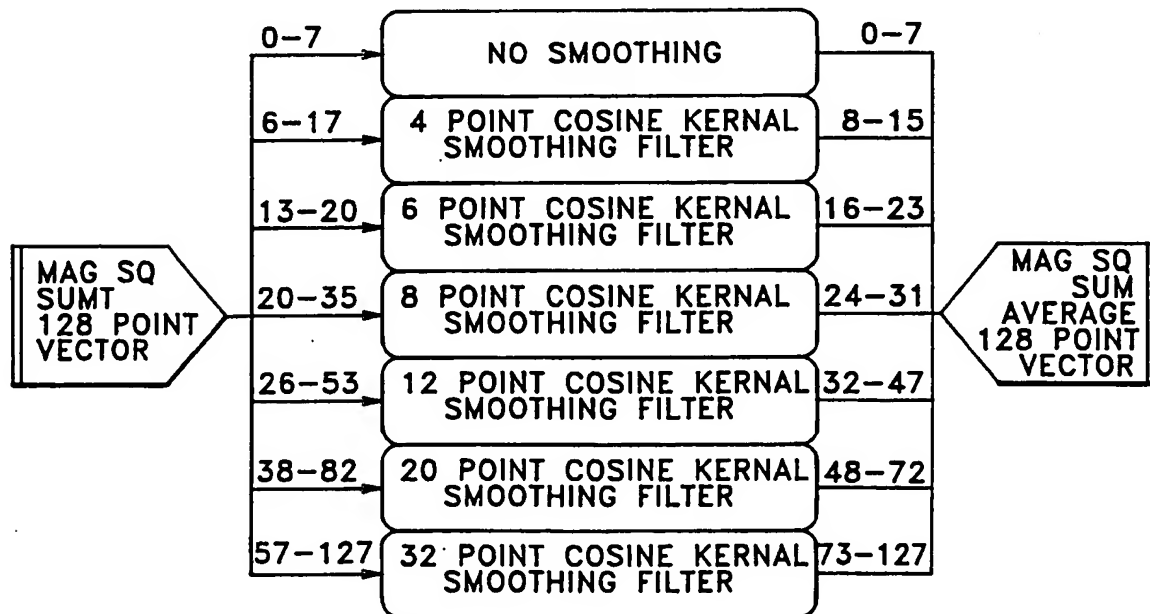 0-7
NO SMOOTHING
0-7
6-17
4 POINT COSINE KERNAL
SMOOTHING FILTER
8-15
13-20
6 POINT COSINE KERNAL
SMOOTHING FILTER
16-23
MAG SQ
SUMT
128 POINT
VECTOR
20-35
8 POINT COSINE KERNAL
SMOOTHING FILTER
24-31
MAG SQ
SUM
AVERAGE
128 POINT
VECTOR
26-53
12 POINT COSINE KERNAL
SMOOTHING FILTER
32-47
38-82
20 POINT COSINE KERNAL
SMOOTHING FILTER
48-72
57-127
32 POINT COSINE KERNAL
SMOOTHING FILTER
73-127